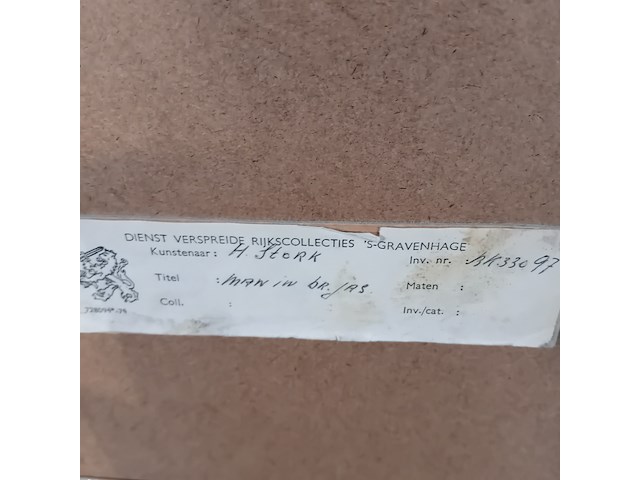 DIENST VERSPREIDE RIJKSCOLLECTIES 'S-GRAVENHAGE
Kunstenaar : H. Stork Inv. nr. : BK33097
Titel : MAN IN br. JAS Maten :
Coll. : Inv./cat. :